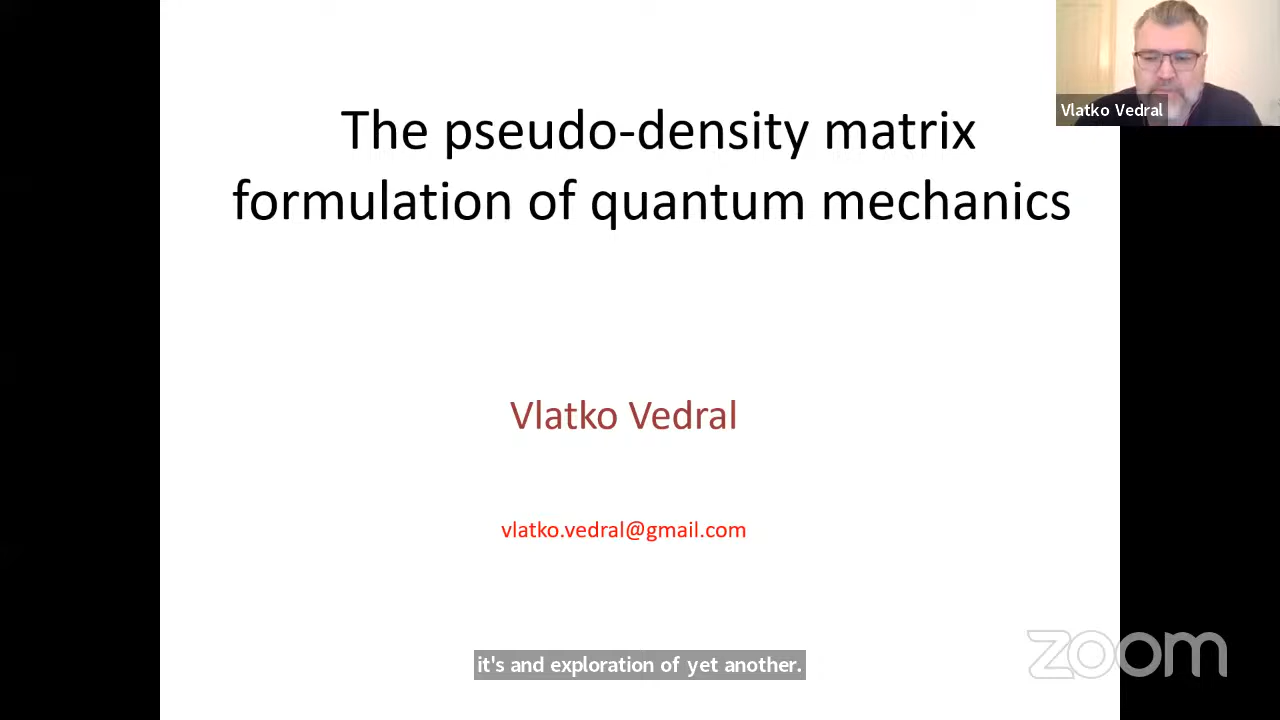 Vlatko Vedral
The pseudo-density matrix
formulation of quantum mechanics
Vlatko Vedral
vlatko.vedral@gmail.com
it's and exploration of yet another.
zoom